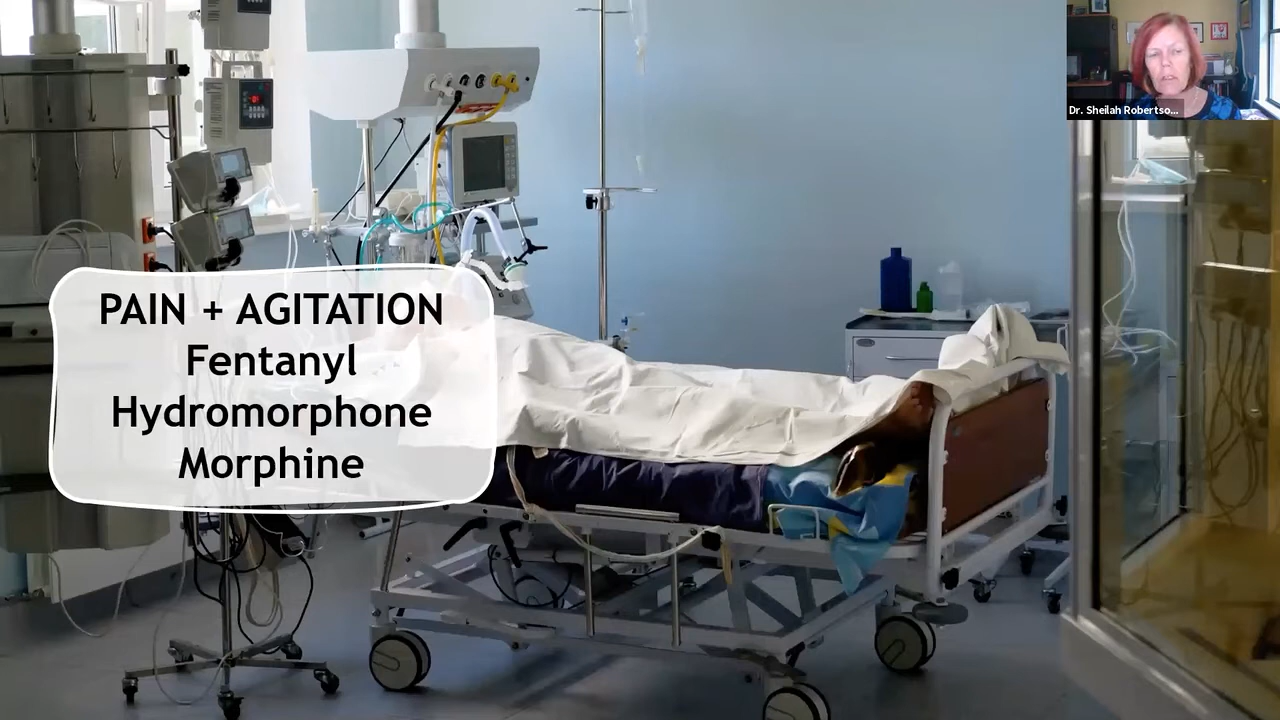 PAIN + AGITATION
Fentanyl
Hydromorphone
Morphine
Dr. Sheilah Robertso...